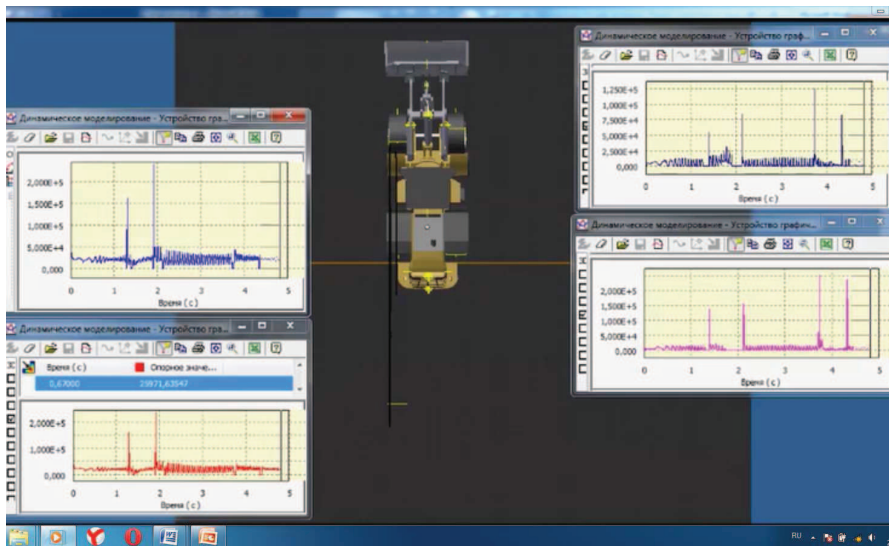 Динамическое моделирование - Устройство граф...
1,250E+5
1,000E+5
7,500E+4
5,000E+4
2,500E+4
0,000
0 1 2 3 4 5
Время (с)
Динамическое моделирование - Устройство гра...
2,000E+5
1,500E+5
1,000E+5
5,000E+4
0,000
0 1 2 3 4 5
Время (с)
Динамическое моделирование - Устройство графич...
2,000E+5
1,500E+5
1,000E+5
5,000E+4
0,000
0 1 2 3 4 5
Время (с)
Динамическое моделирование - Устройство гра...
Время (с) Опорное значе...
0,67000 25971,63547
2,000E+5
1,000E+5
0,000
0 1 2 3 4 5
Время (с)
RU